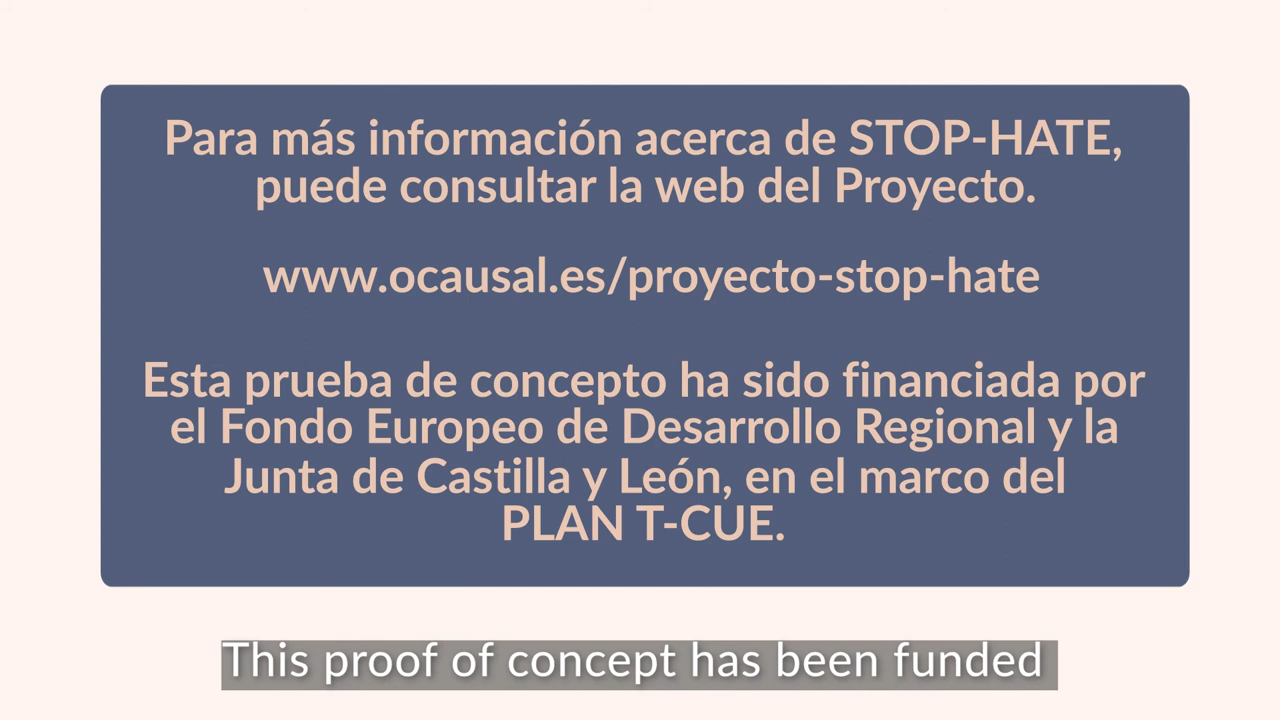 Para más información acerca de STOP-HATE,
puede consultar la web del Proyecto.
www.ocausal.es/proyecto-stop-hate
Esta prueba de concepto ha sido financiada por
el Fondo Europeo de Desarrollo Regional y la
Junta de Castilla y León, en el marco del
PLAN T-CUE.
This proof of concept has been funded